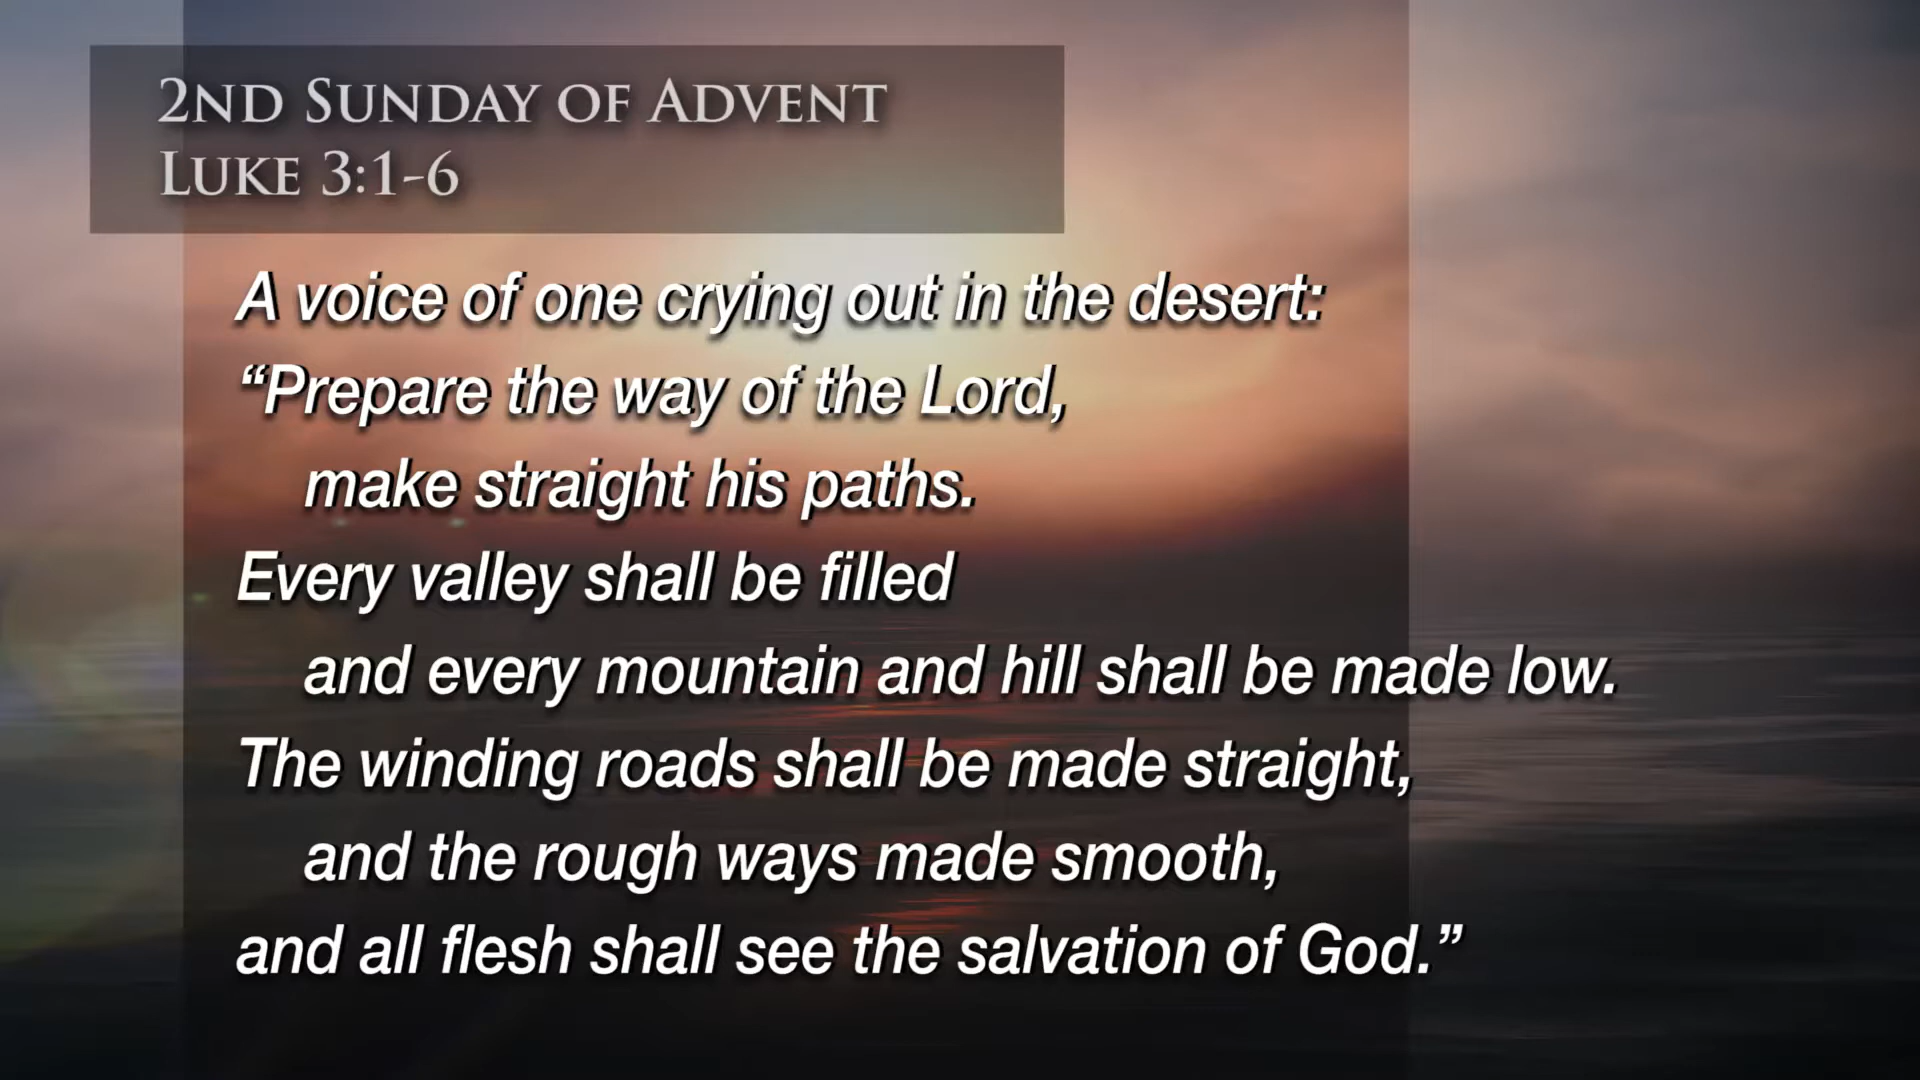 2nd Sunday of Advent
Luke 3:1-6
A voice of one crying out in the desert:
“Prepare the way of the Lord,
make straight his paths.
Every valley shall be filled
and every mountain and hill shall be made low.
The winding roads shall be made straight,
and the rough ways made smooth,
and all flesh shall see the salvation of God.”